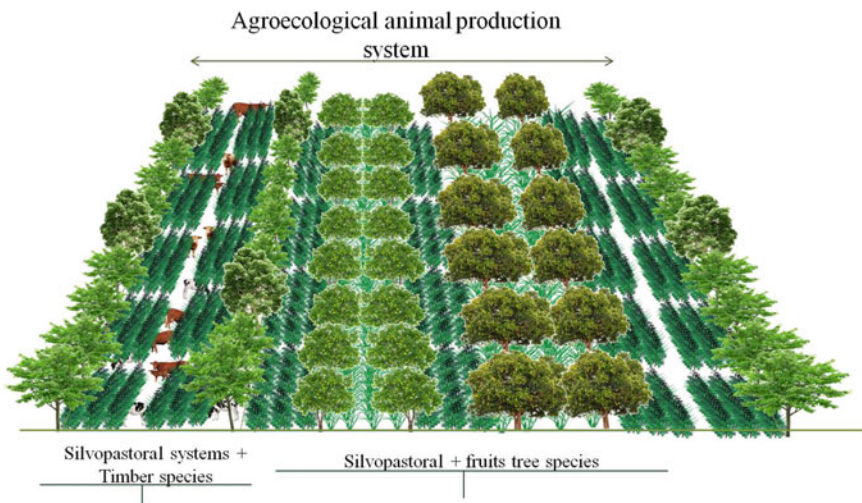 Agroecological animal production
system
Silvopastoral systems +
Timber species
Silvopastoral + fruits tree species